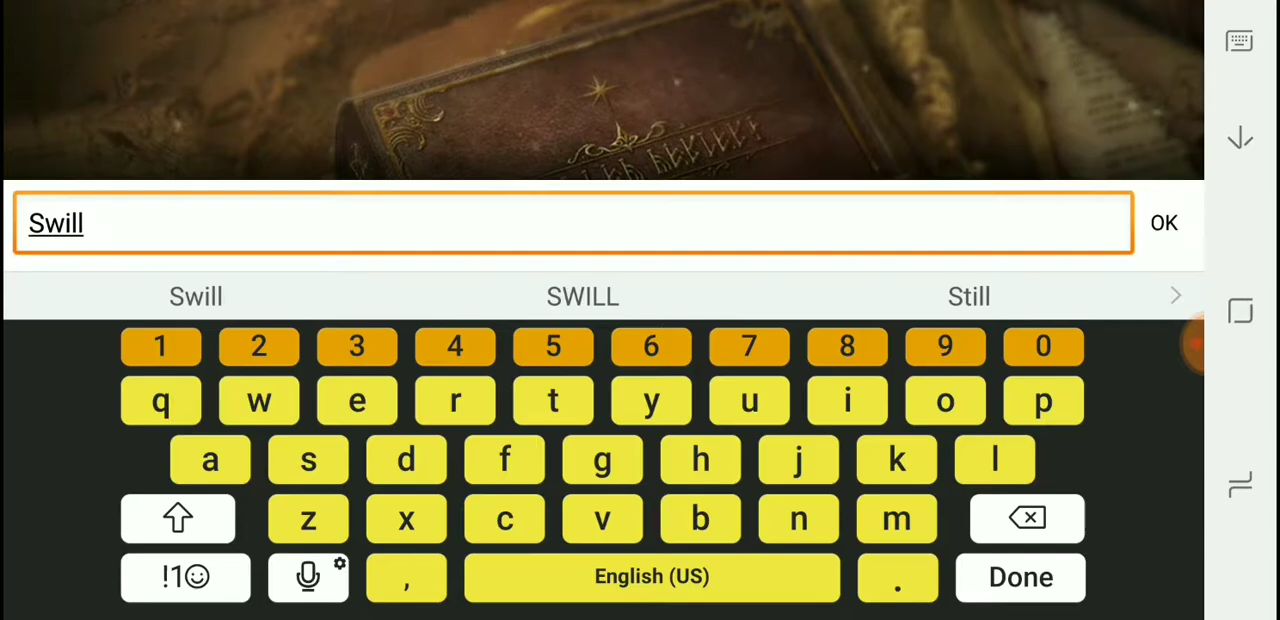 Swill
OK
Swill SWILL Still
1 2 3 4 5 6 7 8 9 0
q w e r t y u i o p
a s d f g h j k l
z x c v b n m
!1☺ , English (US) . Done